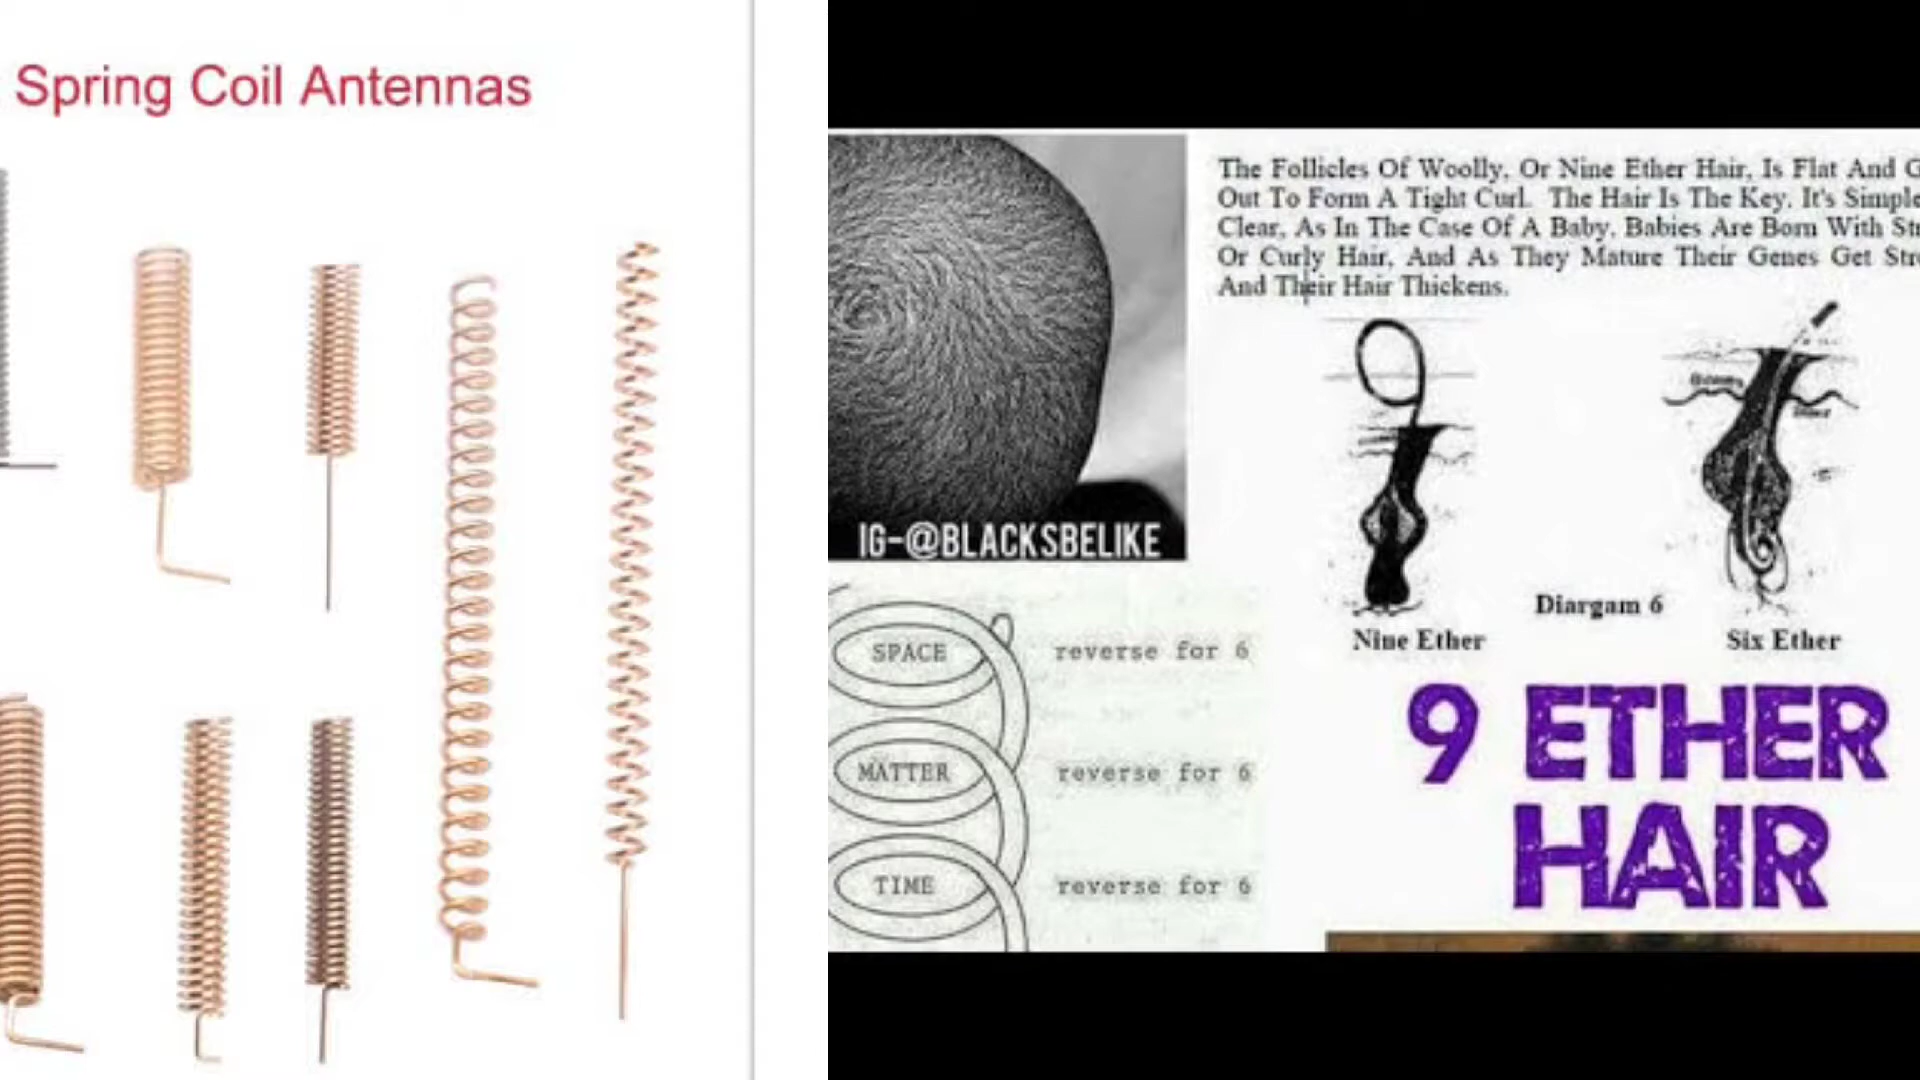 Spring Coil Antennas
The Follicles Of Woolly, Or Nine Ether Hair, Is Flat And G
Out To Form A Tight Curl. The Hair Is The Key. It's Simple
Clear, As In The Case Of A Baby. Babies Are Born With Str
Or Curly Hair, And As They Mature Their Genes Get Stro
And Their Hair Thickens.
IG-@BLACKSBELIKE
Diargam 6
Nine Ether
Six Ether
SPACE reverse for 6
MATTER reverse for 6
TIME reverse for 6
9 ETHER
HAIR